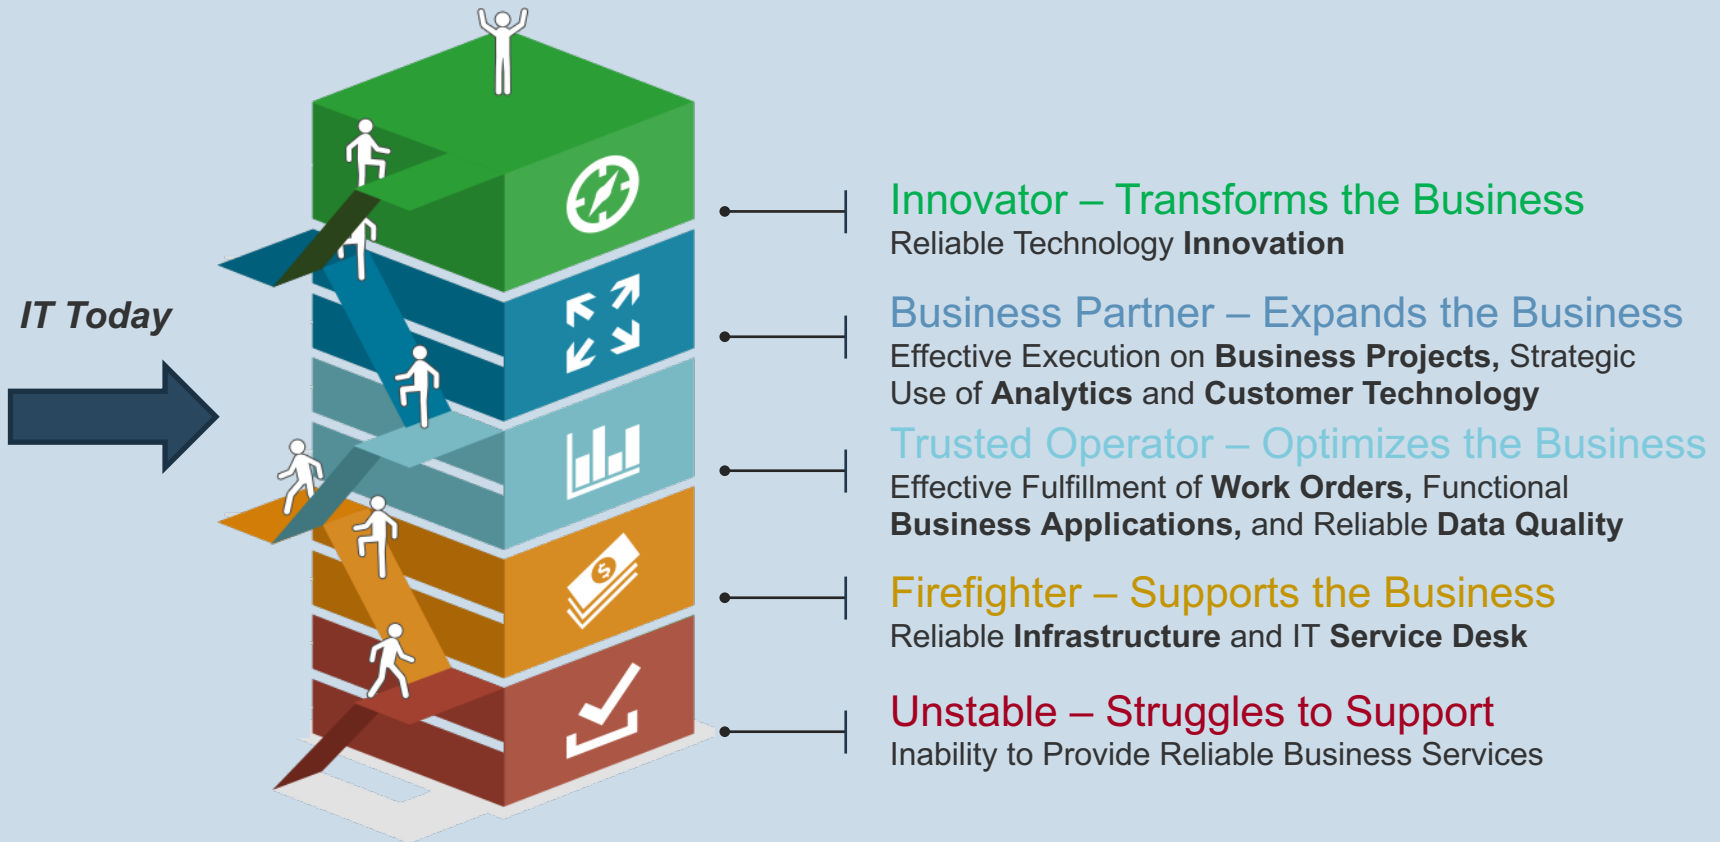 IT Today
Innovator – Transforms the Business
Reliable Technology Innovation
Business Partner – Expands the Business
Effective Execution on Business Projects, Strategic
Use of Analytics and Customer Technology
Trusted Operator – Optimizes the Business
Effective Fulfillment of Work Orders, Functional
Business Applications, and Reliable Data Quality
$
Firefighter – Supports the Business
Reliable Infrastructure and IT Service Desk
Unstable – Struggles to Support
Inability to Provide Reliable Business Services